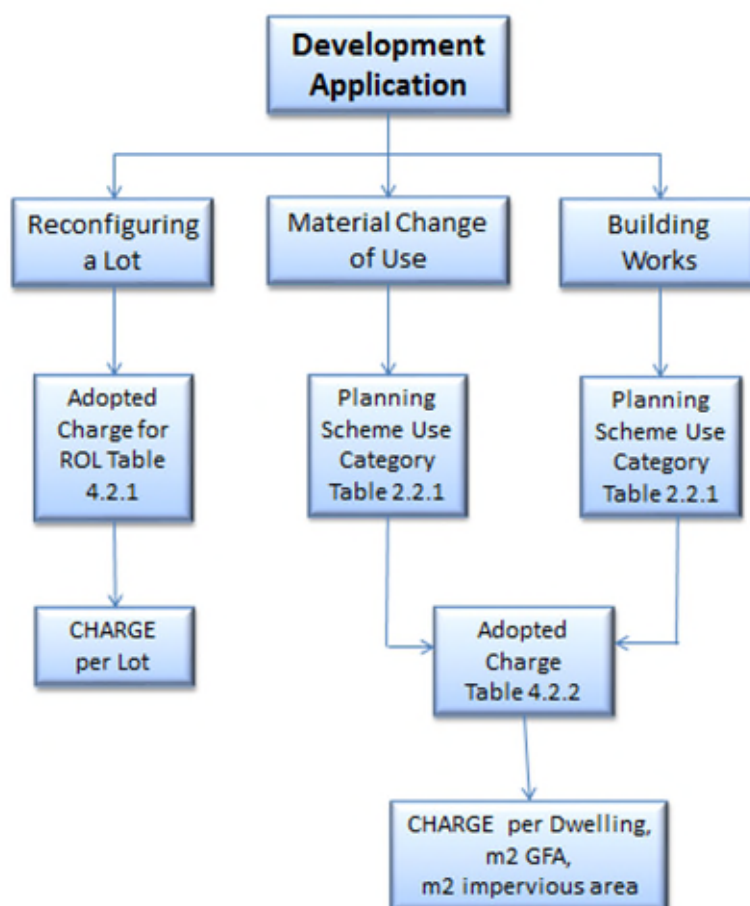 Development
Application
Reconfiguring
a Lot
Material Change
of Use
Building
Works
Adopted
Charge for
ROL Table
4.2.1
Planning
Scheme Use
Category
Table 2.2.1
Planning
Scheme Use
Category
Table 2.2.1
CHARGE
per Lot
Adopted
Charge
Table 4.2.2
CHARGE per Dwelling,
m2 GFA,
m2 impervious area